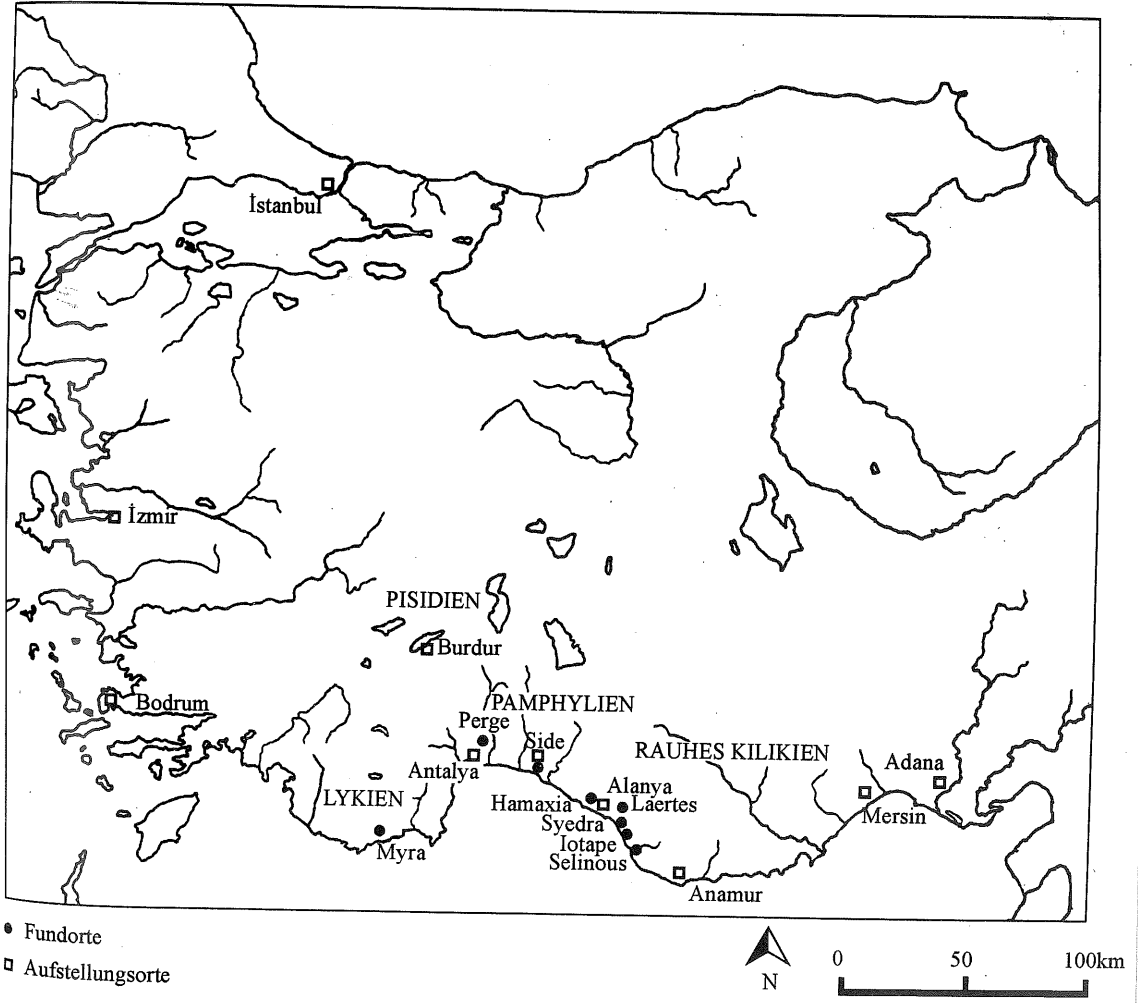 İstanbul
İzmir
PISIDIEN
Burdur
Bodrum
PAMPHYLIEN
Perge
Side
RAUHES KILIKIEN
Antalya
Adana
LYKIEN
Hamaxia
Alanya
Laertes
Syedra
Mersin
Iotape
Myra
Selinous
Anamur
Fundorte
Aufstellungsorte
N
0 50 100km